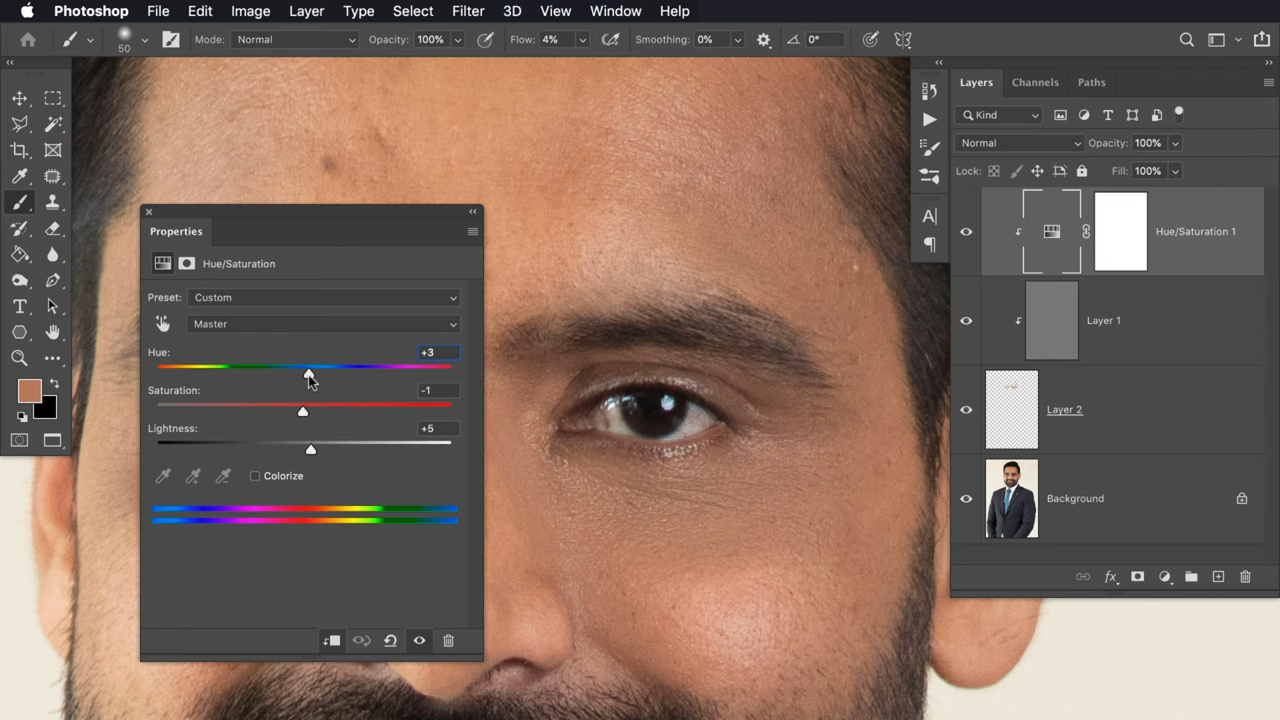 Photoshop File Edit Image Layer Type Select Filter 3D View Window Help
50 Mode: Normal Opacity: 100% Flow: 4% Smoothing: 0% 0°
Layers Channels Paths
Kind
Normal Opacity: 100%
Lock: Fill: 100%
Hue/Saturation 1
Layer 1
Layer 2
Background
fx
Properties
Hue/Saturation
Preset: Custom
Master
Hue: +3
Saturation: -1
Lightness: +5
Colorize